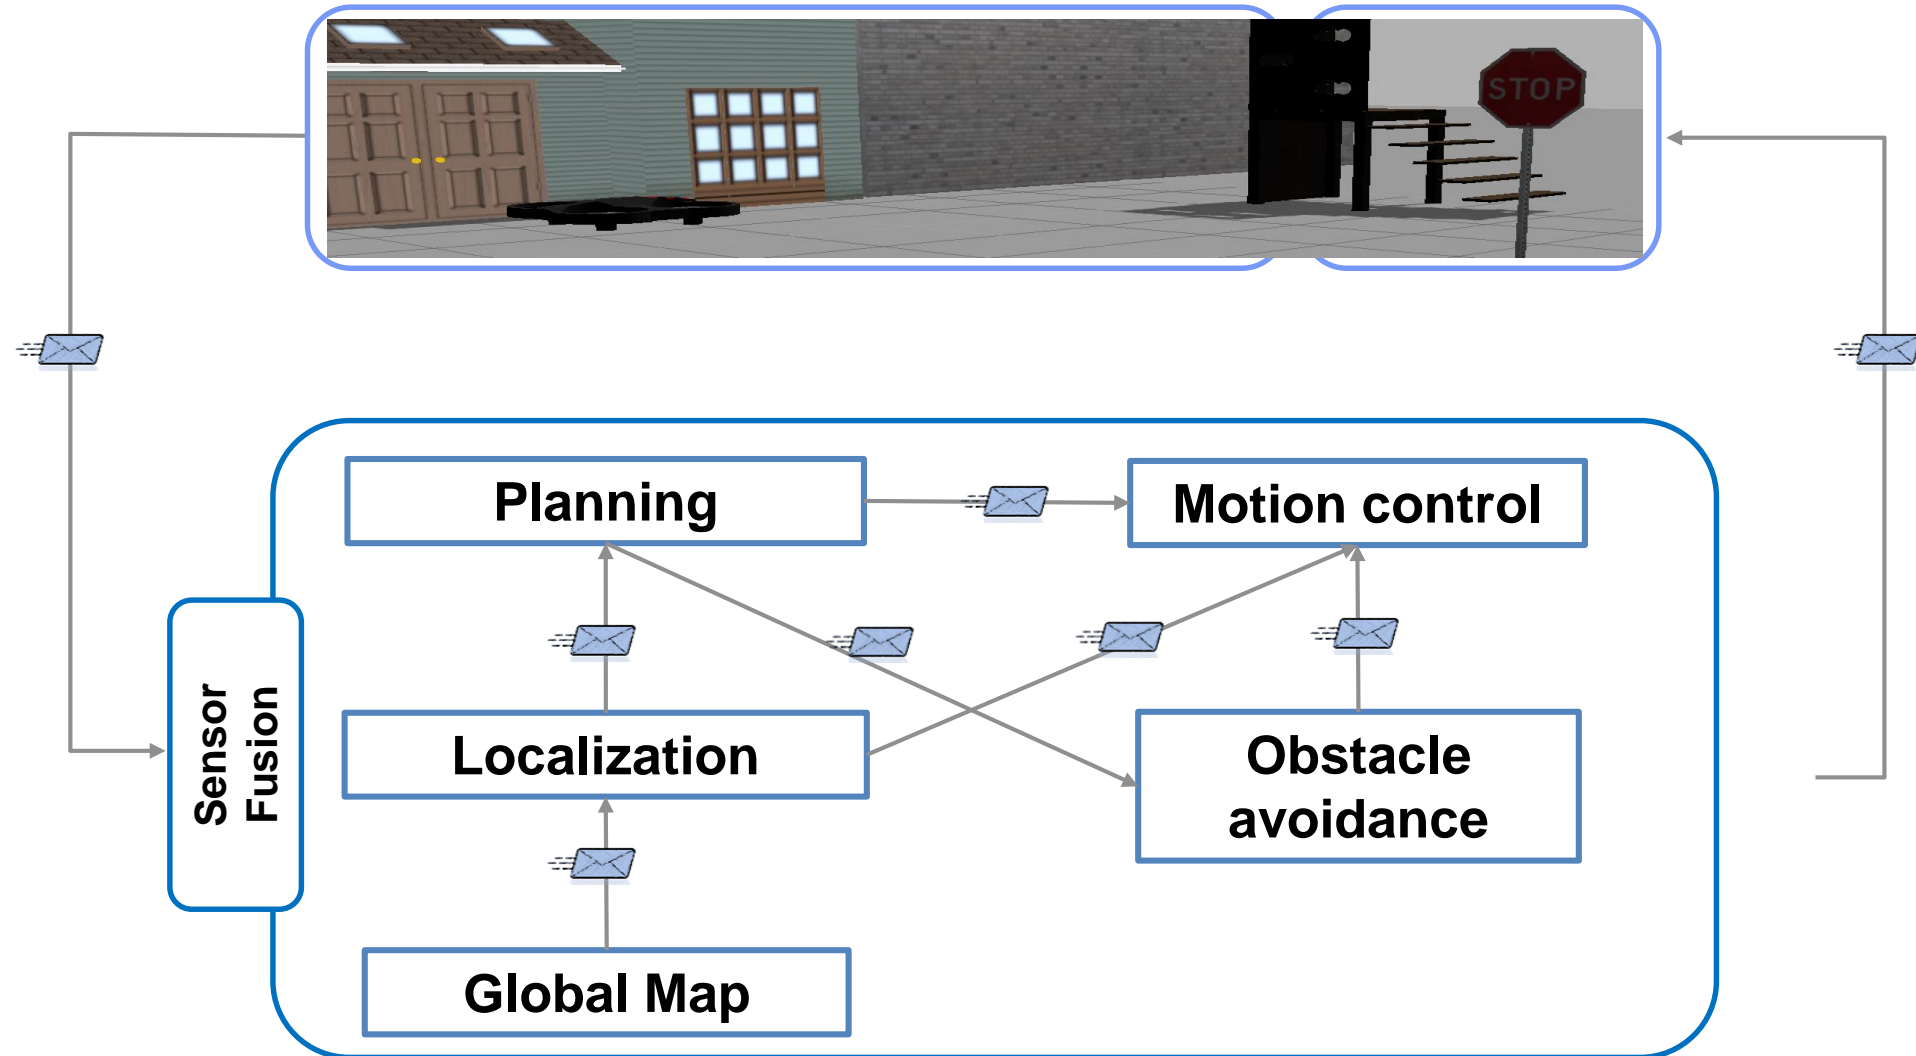 STOP
Planning
Motion control
Sensor
Fusion
Localization
Obstacle
avoidance
Global Map